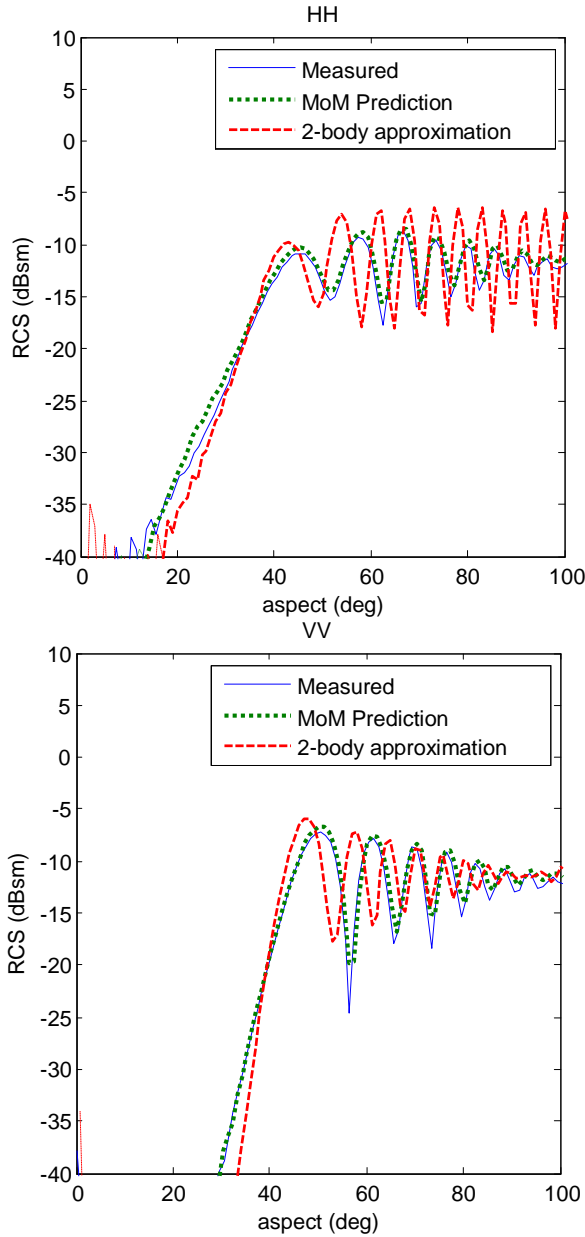 HH
10
5
0
-5
-10
-15
-20
-25
-30
-35
-40
RCS (dBsm)
Measured
MoM Prediction
2-body approximation
0 20 40 60 80 100
aspect (deg)
VV
10
5
0
-5
-10
-15
-20
-25
-30
-35
-40
RCS (dBsm)
Measured
MoM Prediction
2-body approximation
0 20 40 60 80 100
aspect (deg)